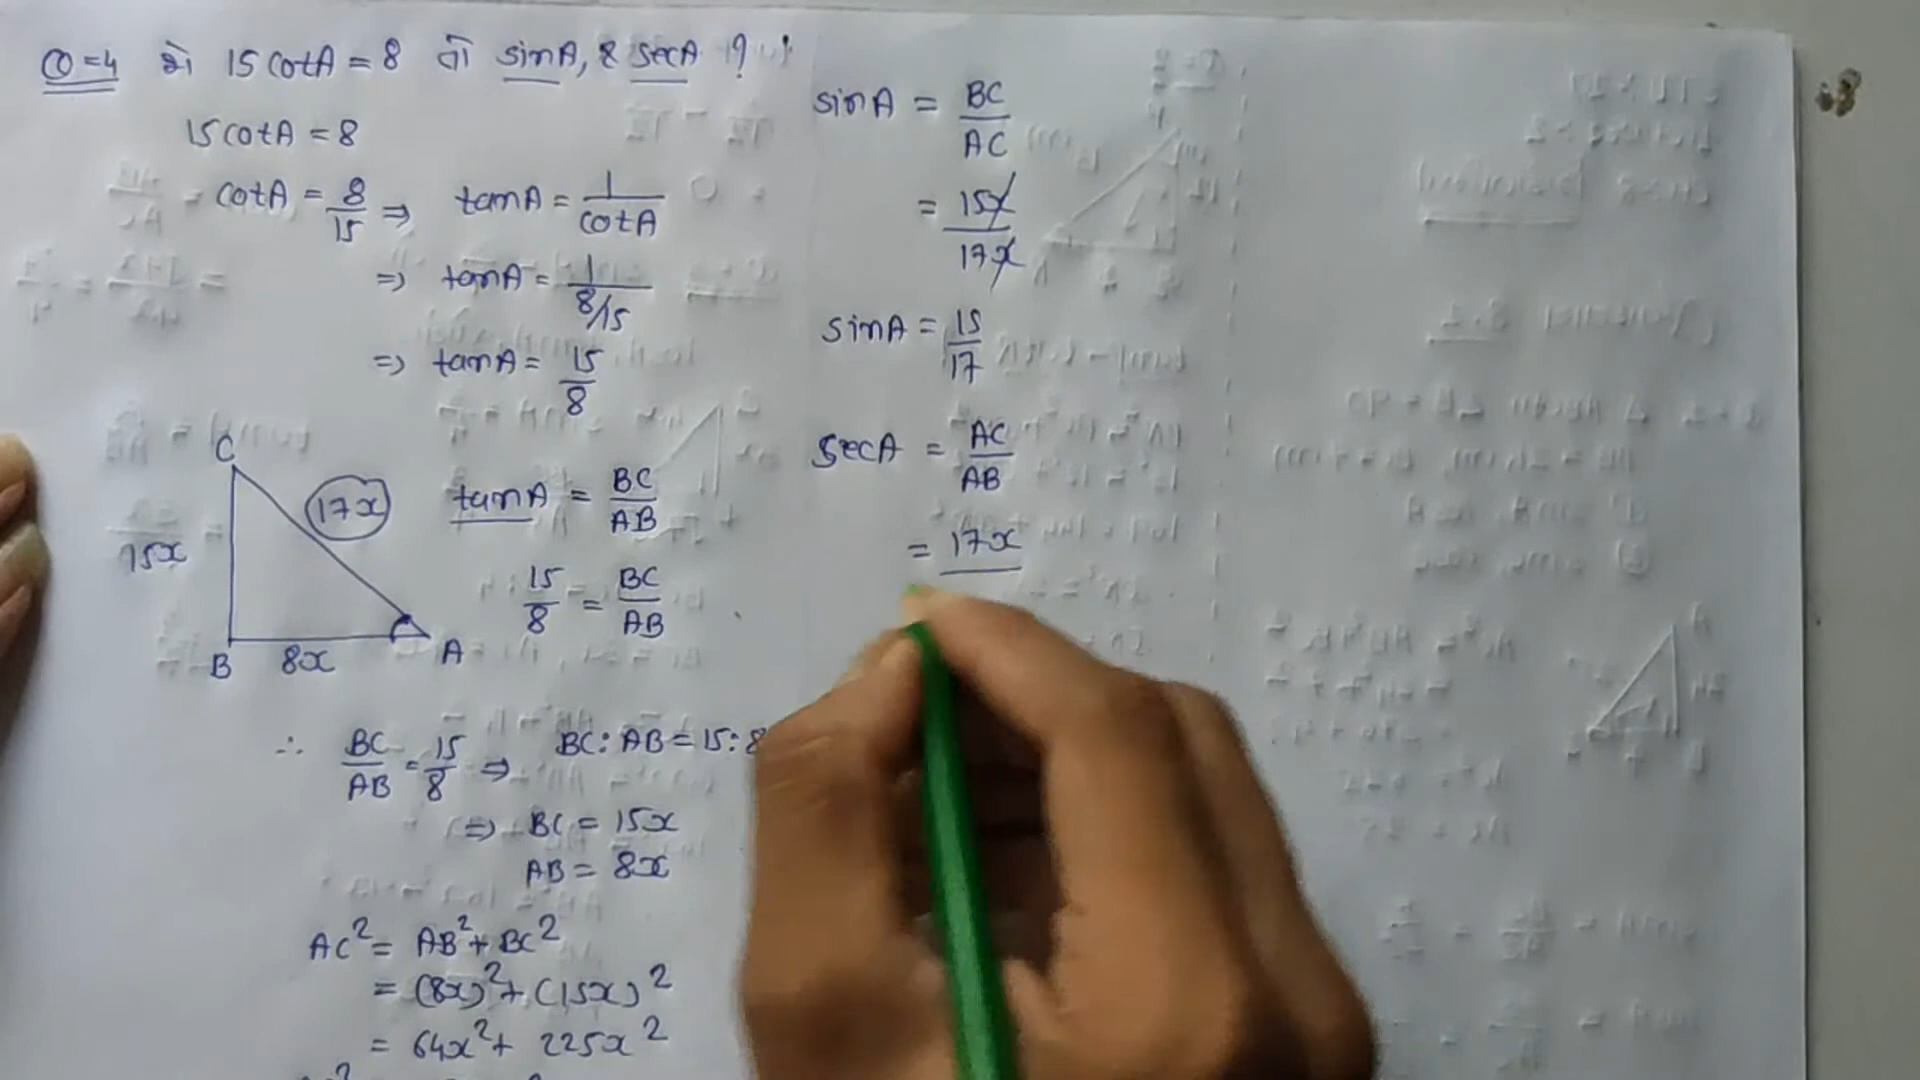 Q=4 જો 15 cotA = 8 તો sinA, & secA ?
15 cotA = 8
cotA = 8/15 ⇒ tanA = 1/cotA
⇒ tanA = 1/8/15
⇒ tanA = 15/8
C
17x
15x
B 8x A
tanA = BC/AB
15/8 = BC/AB
∴ BC/AB = 15/8 ⇒ BC : AB = 15 : 8
⇒ BC = 15x
AB = 8x
AC² = AB² + BC²
= (8x)² + (15x)²
= 64x² + 225x²
sinA = BC/AC
= 15x/17x
sinA = 15/17
secA = AC/AB
= 17x